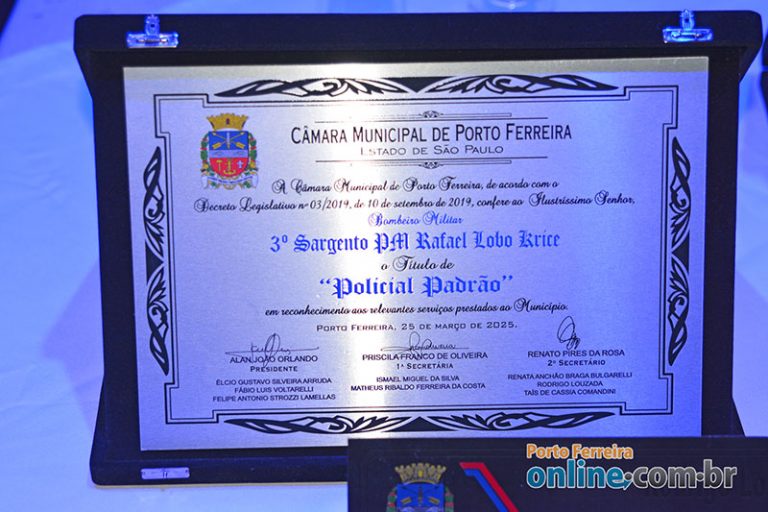 CÂMARA MUNICIPAL DE PORTO FERREIRA
ESTADO DE SÃO PAULO
A Câmara Municipal de Porto Ferreira, de acordo com o
Decreto Legislativo nº 03/2019, de 10 de setembro de 2019, confere ao Ilustríssimo Senhor,
Bombeiro Militar
3º Sargento PM Rafael Lobo Krice
o Título de
“Policial Padrão”
em reconhecimento aos relevantes serviços prestados ao Município.
PORTO FERREIRA, 25 DE MARÇO DE 2025.
ALAN JOÃO ORLANDO
PRESIDENTE
ÉLCIO GUSTAVO SILVEIRA ARRUDA
FÁBIO LUIS VOLTARELLI
FELIPE ANTONIO STROZZI LAMELLAS
PRISCILA FRANCO DE OLIVEIRA
1ª SECRETÁRIA
ISMAEL MIGUEL DA SILVA
MATHEUS RIBALDO FERREIRA DA COSTA
RENATO PIRES DA ROSA
2º SECRETÁRIO
RENATA ANCHÃO BRAGA BULGARELLI
RODRIGO LOUZADA
TAÍS DE CASSIA COMANDINI
Porto Ferreira
online.com.br